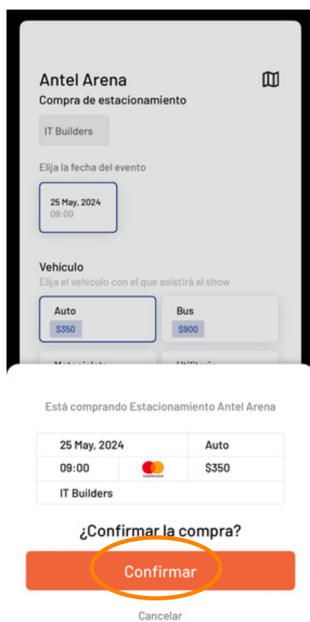 Antel Arena
Compra de estacionamiento
IT Builders
Elija la fecha del evento
25 May, 2024
09:00
Vehículo
Elija el vehiculo con el que asistirá al show
Auto Bus
$350 $900
Está comprando Estacionamiento Antel Arena
25 May, 2024 Auto
09:00 mastercard $350
IT Builders
¿Confirmar la compra?
Confirmar
Cancelar